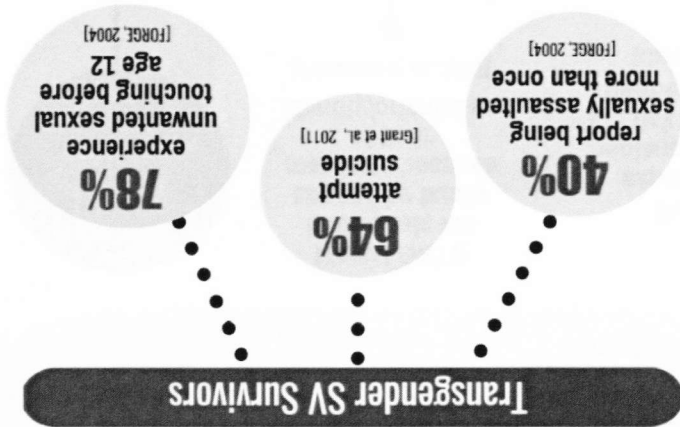 Transgender SV Survivors
40%
report being
sexually assaulted
more than once
[FORGE, 2004]
64%
attempt
suicide
[Grant et al., 2011]
78%
experience
unwanted sexual
touching before
age 12
[FORGE, 2004]